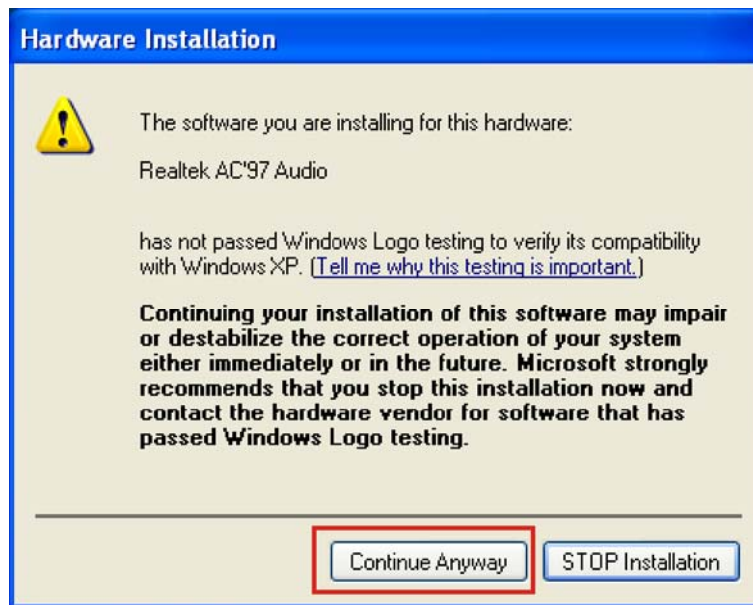 Hardware Installation
The software you are installing for this hardware:
Realtek AC'97 Audio
has not passed Windows Logo testing to verify its compatibility
with Windows XP. (Tell me why this testing is important.)
Continuing your installation of this software may impair
or destabilize the correct operation of your system
either immediately or in the future. Microsoft strongly
recommends that you stop this installation now and
contact the hardware vendor for software that has
passed Windows Logo testing.
Continue Anyway
STOP Installation